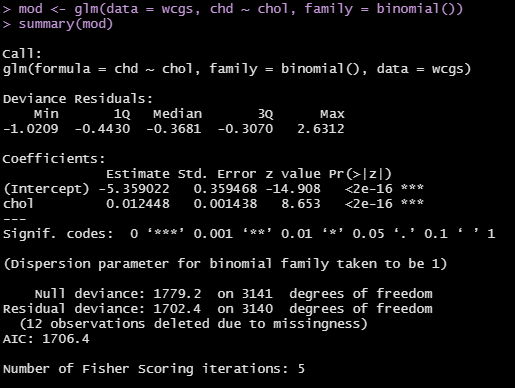 > mod <- glm(data = wcgs, chd ~ chol, family = binomial())
> summary(mod)
Call:
glm(formula = chd ~ chol, family = binomial(), data = wcgs)
Deviance Residuals:
Min 1Q Median 3Q Max
-1.0209 -0.4430 -0.3681 -0.3070 2.6312
Coefficients:
Estimate Std. Error z value Pr(>|z|)
(Intercept) -5.359022 0.359468 -14.908 <2e-16 ***
chol 0.012448 0.001438 8.653 <2e-16 ***
---
Signif. codes: 0 ‘***’ 0.001 ‘**’ 0.01 ‘*’ 0.05 ‘.’ 0.1 ‘ ’ 1
(Dispersion parameter for binomial family taken to be 1)
Null deviance: 1779.2 on 3141 degrees of freedom
Residual deviance: 1702.4 on 3140 degrees of freedom
(12 observations deleted due to missingness)
AIC: 1706.4
Number of Fisher Scoring iterations: 5